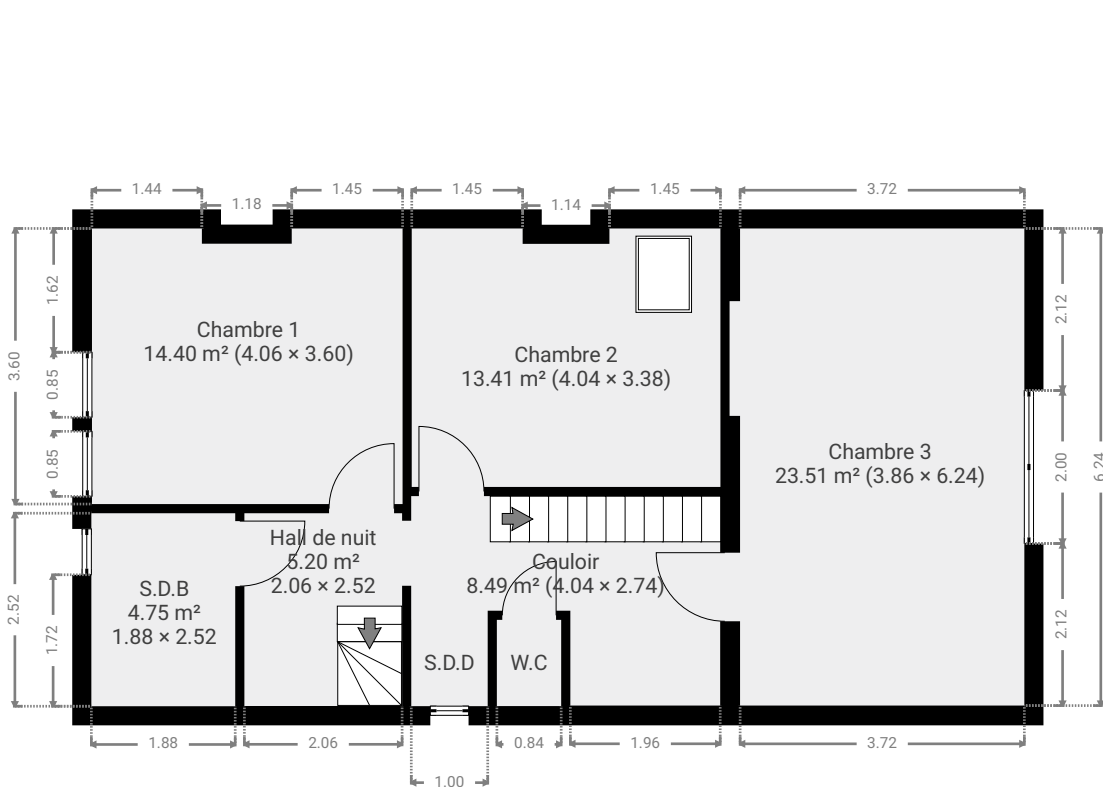 1.44
1.18
1.45
1.45
1.14
1.45
3.72
3.60
1.62
0.85
0.85
2.52
1.72
Chambre 1
14.40 m² (4.06 × 3.60)
Chambre 2
13.41 m² (4.04 × 3.38)
Chambre 3
23.51 m² (3.86 × 6.24)
Hall de nuit
5.20 m²
2.06 × 2.52
Couloir
8.49 m² (4.04 × 2.74)
S.D.B
4.75 m²
1.88 × 2.52
S.D.D
W.C
2.12
2.00
2.12
6.24
1.88
2.06
1.00
0.84
1.96
3.72